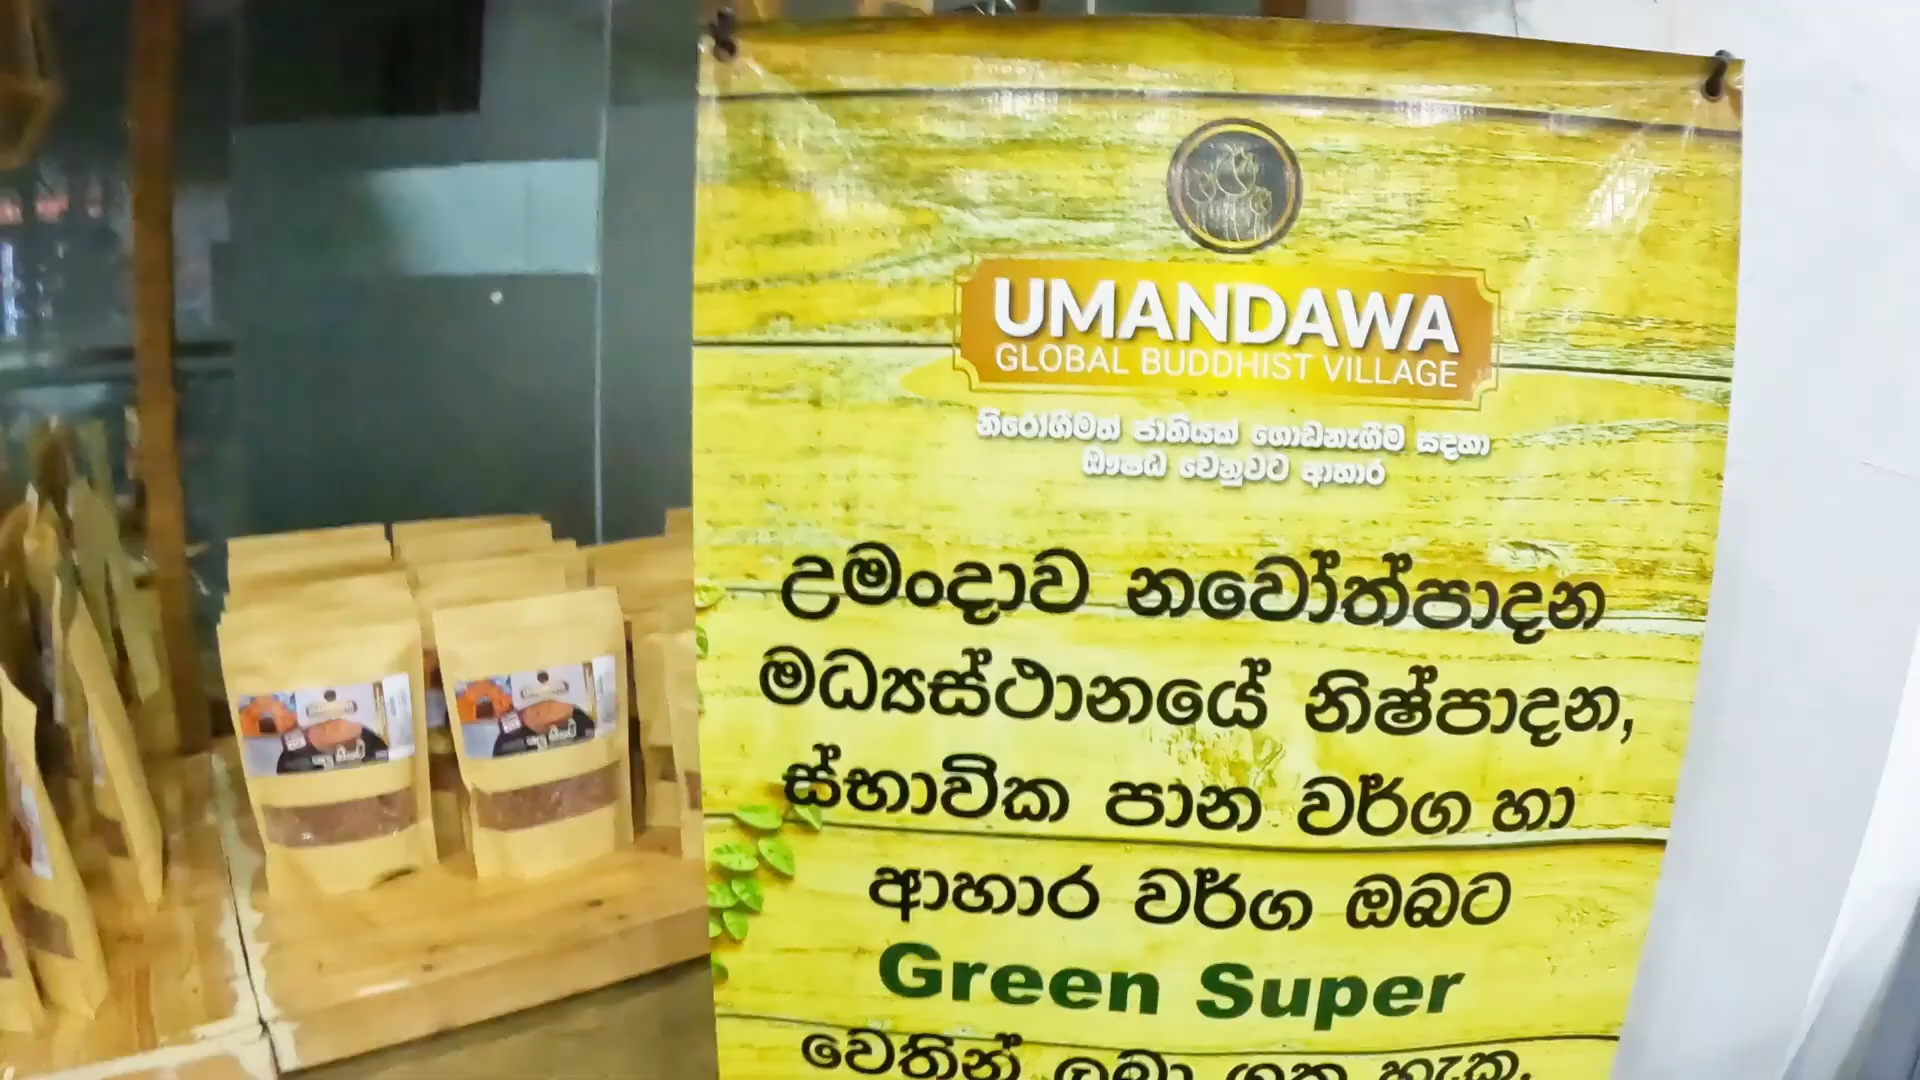 UMANDAWA
GLOBAL BUDDHIST VILLAGE
නිරෝගීමත් ජාතියක් ගොඩනැගීම සදහා
ඖෂධ වෙනුවට ආහාර
උමංදාව නවෝත්පාදන
මධ්‍යස්ථානයේ නිෂ්පාදන,
ස්භාවික පාන වර්ග හා
ආහාර වර්ග ඔබට
Green Super
වෙතින් ලබා ගත හැක.